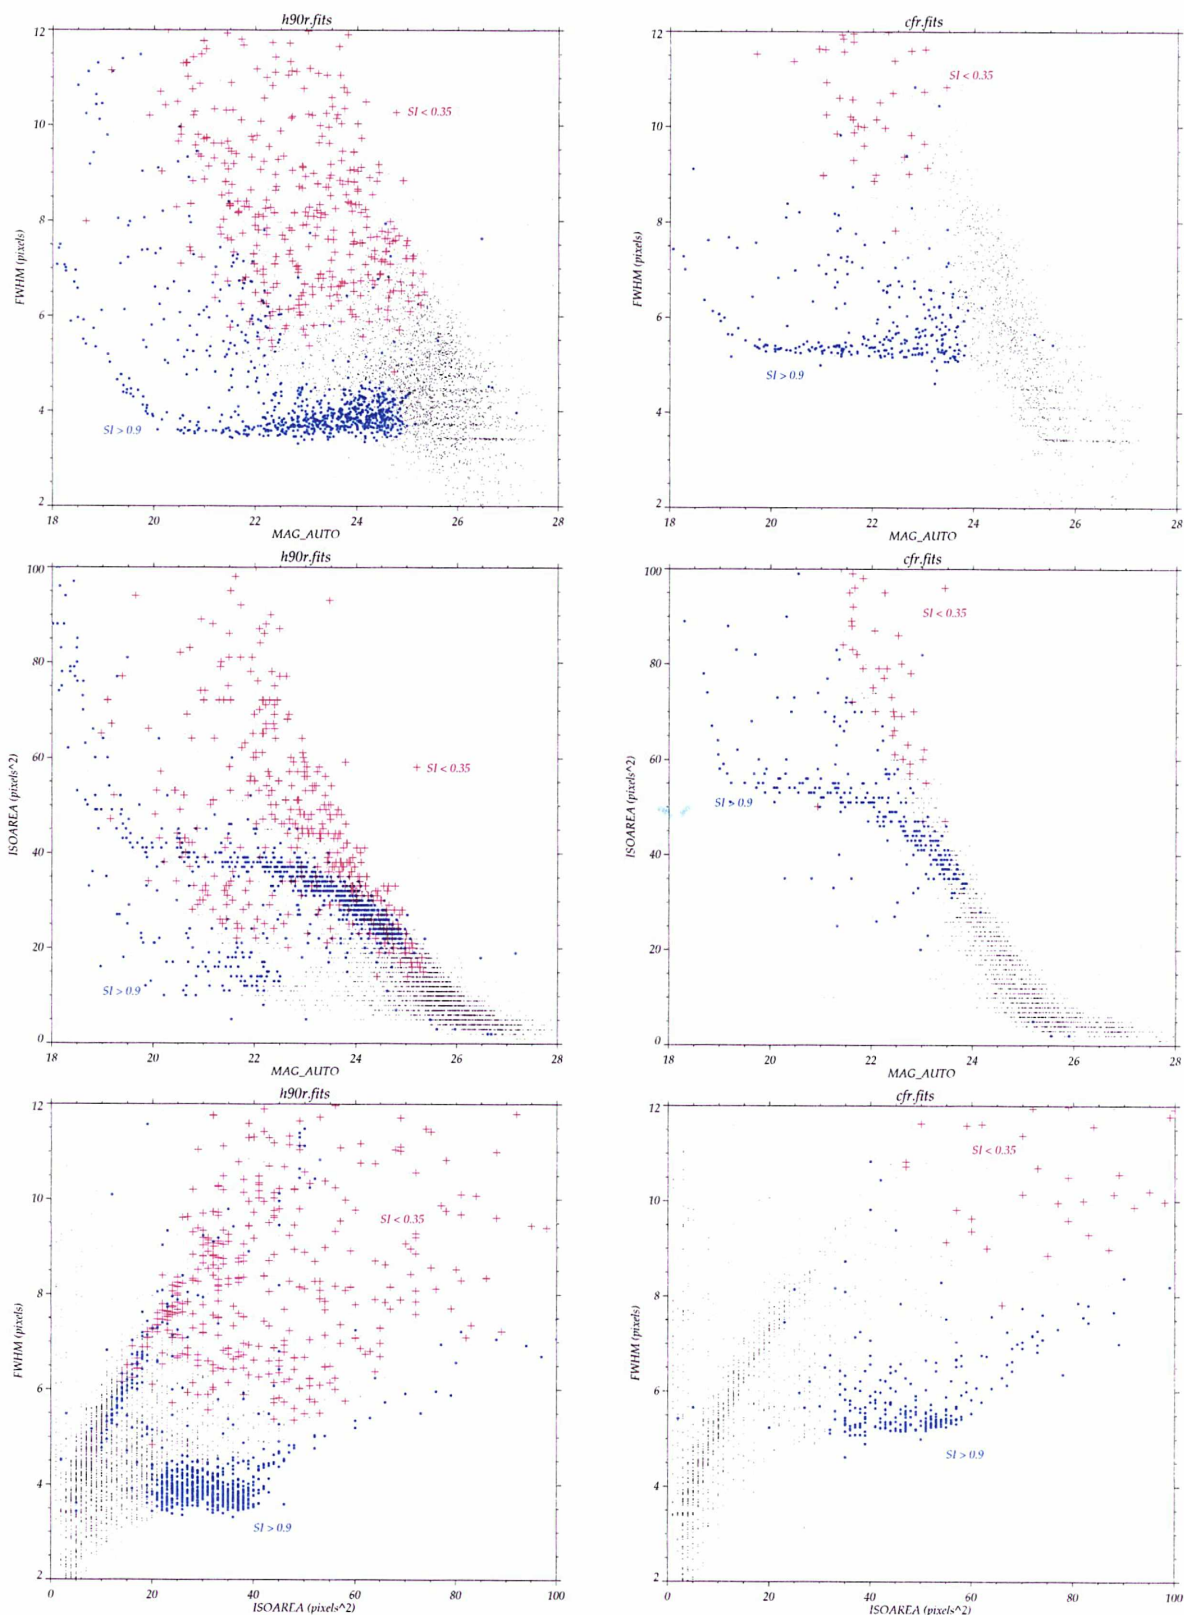 h90r.fits
12
10
8
6
4
2
FWHM (pixels)
SI < 0.35
SI > 0.9
18 20 22 24 26 28
MAG_AUTO
cfr.fits
12
10
8
6
4
2
FWHM (pixels)
SI < 0.35
SI > 0.9
18 20 22 24 26 28
MAG_AUTO
h90r.fits
100
80
60
40
20
0
ISOAREA (pixels^2)
SI < 0.35
SI > 0.9
18 20 22 24 26 28
MAG_AUTO
cfr.fits
100
80
60
40
20
0
ISOAREA (pixels^2)
SI < 0.35
SI > 0.9
18 20 22 24 26 28
MAG_AUTO
h90r.fits
12
10
8
6
4
2
FWHM (pixels)
SI < 0.35
SI > 0.9
0 20 40 60 80 100
ISOAREA (pixels^2)
cfr.fits
12
10
8
6
4
2
FWHM (pixels)
SI < 0.35
SI > 0.9
0 20 40 60 80 100
ISOAREA (pixels^2)